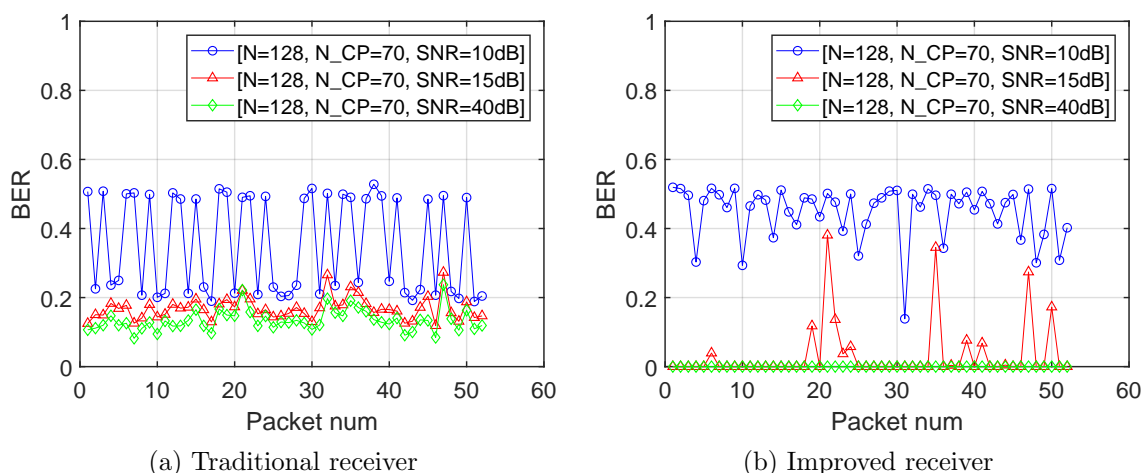 1
0.8
0.6
0.4
0.2
0
BER
[N=128, N_CP=70, SNR=10dB]
[N=128, N_CP=70, SNR=15dB]
[N=128, N_CP=70, SNR=40dB]
0 10 20 30 40 50 60
Packet num
(a) Traditional receiver
1
0.8
0.6
0.4
0.2
0
BER
[N=128, N_CP=70, SNR=10dB]
[N=128, N_CP=70, SNR=15dB]
[N=128, N_CP=70, SNR=40dB]
0 10 20 30 40 50 60
Packet num
(b) Improved receiver